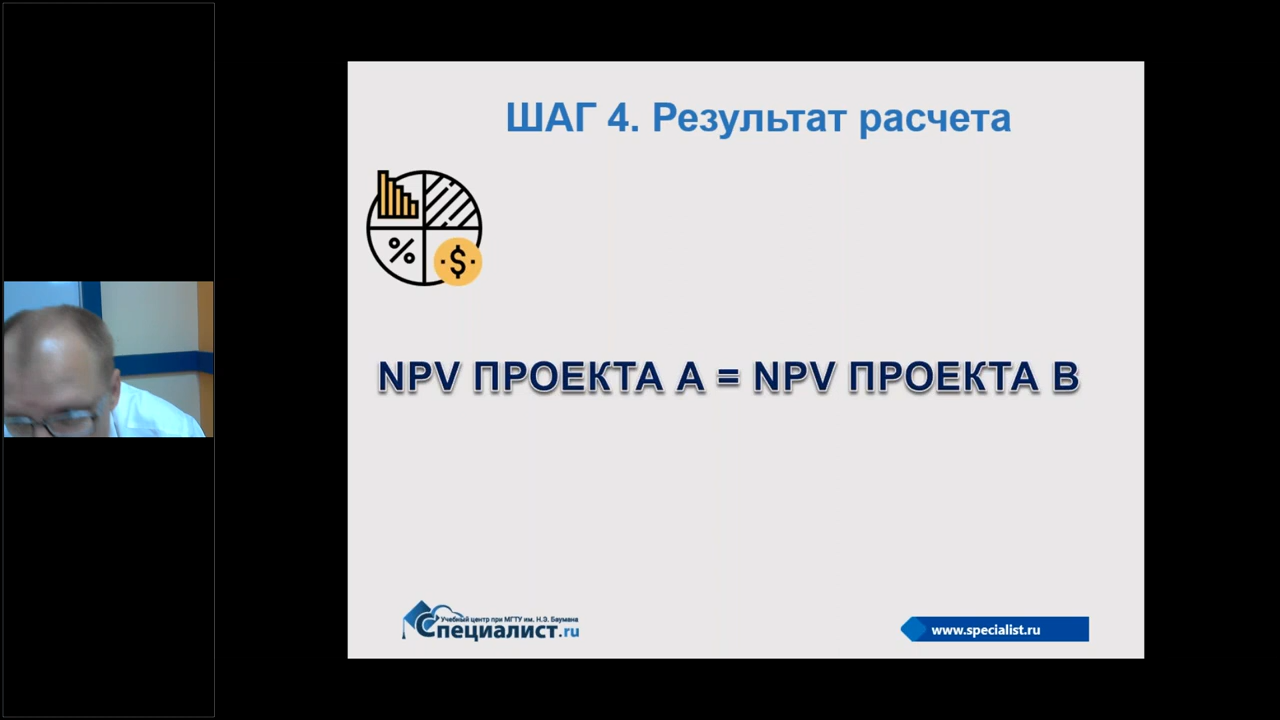 ШАГ 4. Результат расчета
%
$
NPV ПРОЕКТА А = NPV ПРОЕКТА В
Учебный центр при МГТУ им. Н.Э. Баумана
Специалист.ru
www.specialist.ru